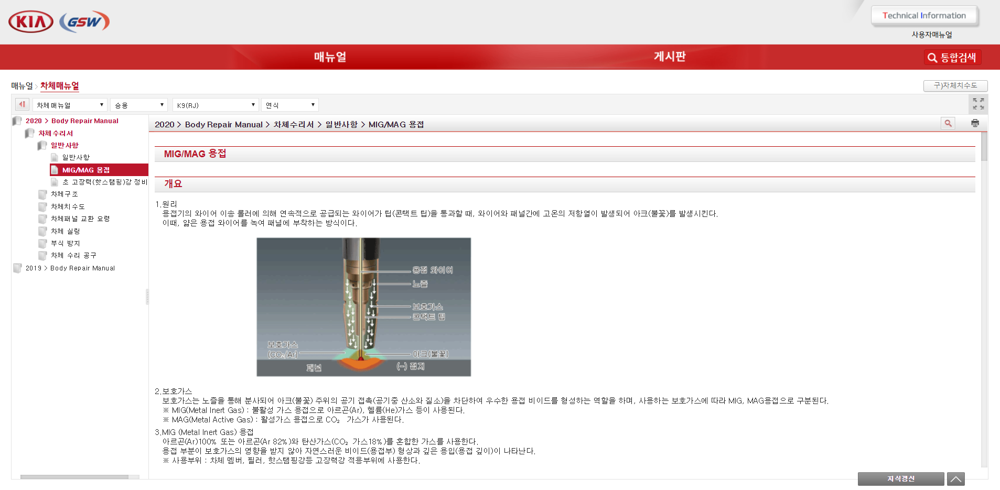 KIA GSW
Technical Information
사용자매뉴얼
매뉴얼
게시판
통합검색
매뉴얼 > 차체매뉴얼
구)자체치수도
차체매뉴얼
승용
K9(RJ)
연식
2020 > Body Repair Manual
차체수리서
일반사항
일반사항
MIG/MAG 용접
초 고장력(핫스탬핑)강 정비
차체구조
차체치수도
차체패널 교환 요령
차체 실링
부식 방지
차체 수리 공구
2019 > Body Repair Manual
2020 > Body Repair Manual > 차체수리서 > 일반사항 > MIG/MAG 용접
MIG/MAG 용접
개요
1.원리
용접기의 와이어 이송 롤러에 의해 연속적으로 공급되는 와이어가 팁(콘택트 팁)을 통과할 때, 와이어와 패널간에 고온의 저항열이 발생되어 아크(불꽃)를 발생시킨다.
이때, 얇은 용접 와이어를 녹여 패널에 부착하는 방식이다.
용접 와이어
노즐
보호가스
콘택트 팁
보호가스
(CO₂/Ar)
아크(불꽃)
패널
(-) 접지
2.보호가스
보호가스는 노즐을 통해 분사되어 아크(불꽃) 주위의 공기 접촉(공기중 산소와 질소)을 차단하여 우수한 용접 비이드를 형성하는 역할을 하며, 사용하는 보호가스에 따라 MIG, MAG용접으로 구분된다.
※ MIG(Metal Inert Gas) : 불활성 가스 용접으로 아르곤(Ar), 헬륨(He)가스 등이 사용된다.
※ MAG(Metal Active Gas) : 활성가스 용접으로 CO₂ 가스가 사용된다.
3.MIG (Metal Inert Gas) 용접
아르곤(Ar)100% 또는 아르곤(Ar 82%)와 탄산가스(CO₂ 가스18%)를 혼합한 가스를 사용한다.
용접 부분이 보호가스의 영향을 받지 않아 자연스러운 비이드(용접부) 형상과 깊은 용입(용접 깊이)이 나타난다.
※ 사용부위 : 차체 멤버, 필러, 핫스탬핑강등 고장력강 적용부위에 사용한다.
지식갱신